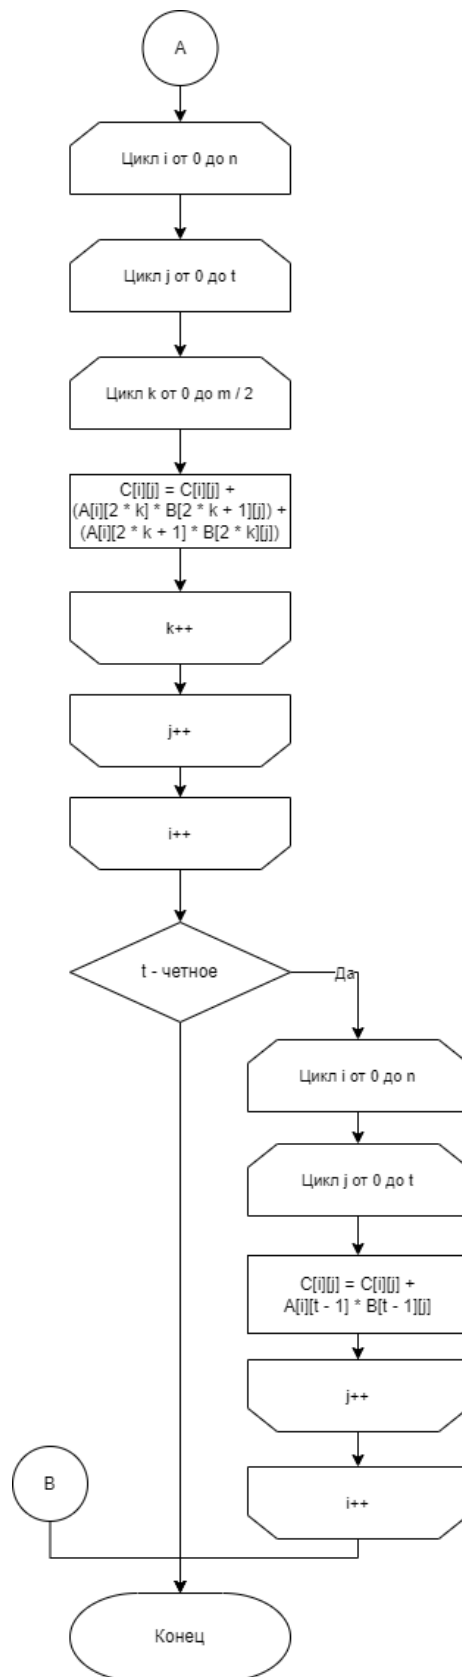 A
Цикл i от 0 до n
Цикл j от 0 до t
Цикл k от 0 до m / 2
C[i][j] = C[i][j] +
(A[i][2 * k] * B[2 * k + 1][j]) +
(A[i][2 * k + 1] * B[2 * k][j])
k++
j++
i++
t - четное
Да
Цикл i от 0 до n
Цикл j от 0 до t
C[i][j] = C[i][j] +
A[i][t - 1] * B[t - 1][j]
j++
i++
B
Конец